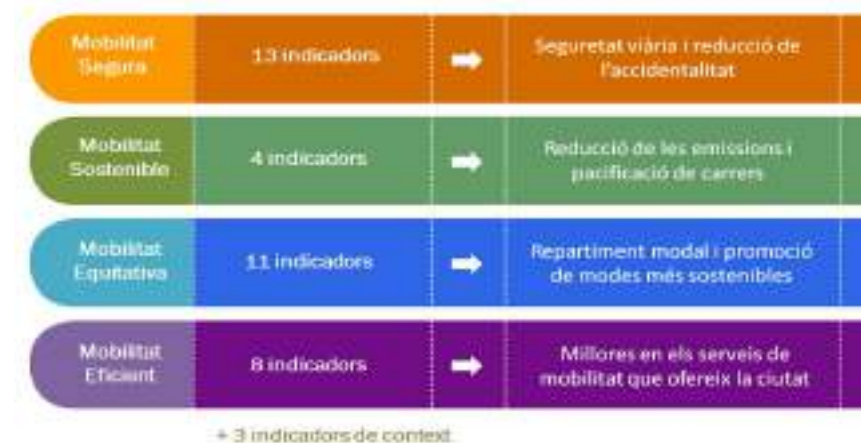 Mobilitat
Segura
13 indicadors
Seguretat viària i reducció de
l'accidentalitat
Mobilitat
Sostenible
4 indicadors
Reducció de les emissions i
pacificació de carrers
Mobilitat
Equitativa
11 indicadors
Repartiment modal i promoció
de modes més sostenibles
Mobilitat
Eficient
8 indicadors
Millores en els serveis de
mobilitat que ofereix la ciutat
+ 3 indicadors de context